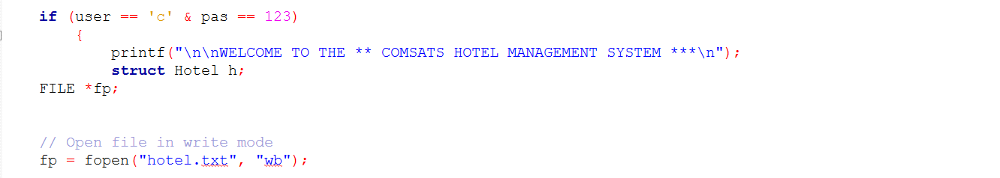 if (user == 'c' & pas == 123)
{
printf("\n\nWELCOME TO THE ** COMSATS HOTEL MANAGEMENT SYSTEM ***\n");
struct Hotel h;
FILE *fp;
// Open file in write mode
fp = fopen("hotel.txt", "wb");